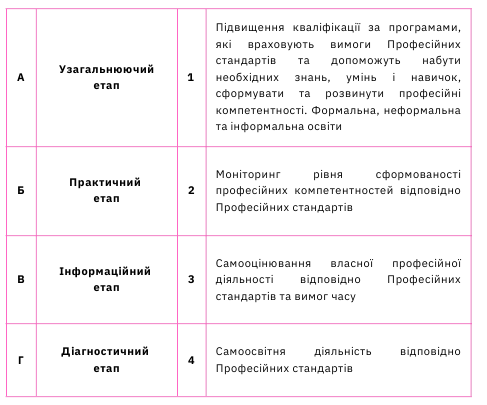 А
Узагальнюючий
етап
1
Підвищення кваліфікації за програмами,
які враховують вимоги Професійних
стандартів та допоможуть набути
необхідних знань, умінь і навичок,
сформувати та розвинути професійні
компетентності. Формальна, неформальна
та інформальна освіти
Б
Практичний
етап
2
Моніторинг рівня сформованості
професійних компетентностей відповідно
Професійних стандартів
В
Інформаційний
етап
3
Самооцінювання власної професійної
діяльності відповідно Професійних
стандартів та вимог часу
Г
Діагностичний
етап
4
Самоосвітня діяльність відповідно
Професійних стандартів